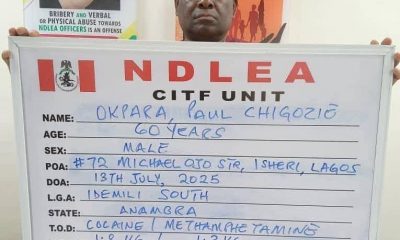 BRIBERY AND VERBAL
OR PHYSICAL ABUSE TOWARDS
NDLEA OFFICERS IS AN OFFENSE
NDLEA
CITF UNIT
NAME: OKPARA, PAUL CHIGOZIE
AGE: 60 YEARS
SEX: MALE
POA: #72 MICHAEL OJO STR, ISHERI, LAGOS
DOA: 13TH JULY, 2025
L.G.A: IDEMILI SOUTH
STATE: ANAMBRA
T.O.D: COCAINE / METHAMPHETAMINE